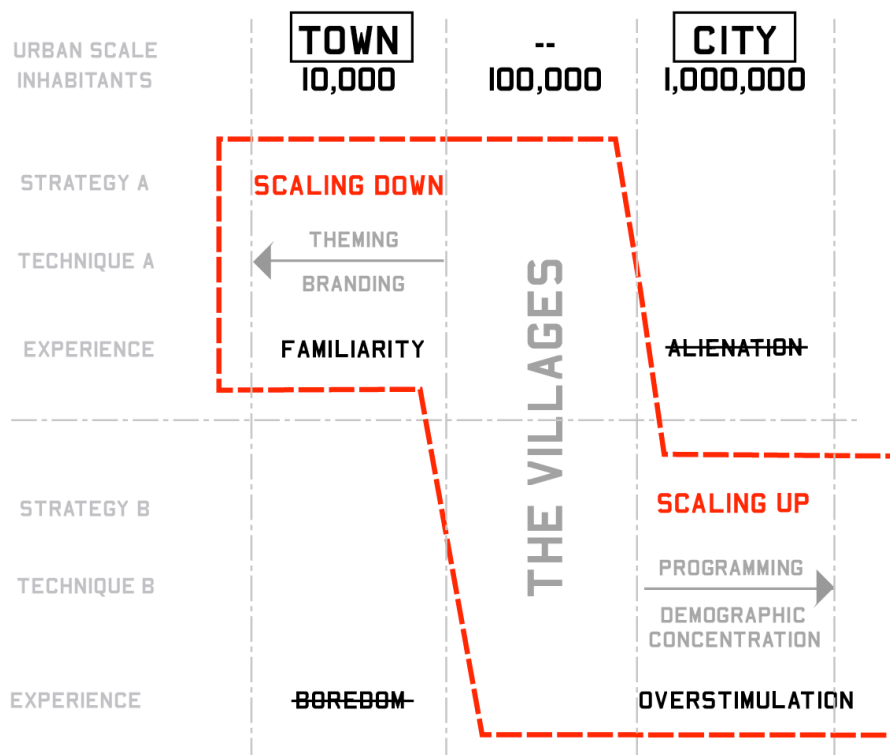 URBAN SCALE
INHABITANTS
TOWN
10,000
--
100,000
CITY
1,000,000
STRATEGY A
SCALING DOWN
TECHNIQUE A
THEMING
BRANDING
EXPERIENCE
FAMILIARITY
ALIENATION
THE VILLAGES
STRATEGY B
SCALING UP
TECHNIQUE B
PROGRAMMING
DEMOGRAPHIC
CONCENTRATION
EXPERIENCE
BOREDOM
OVERSTIMULATION